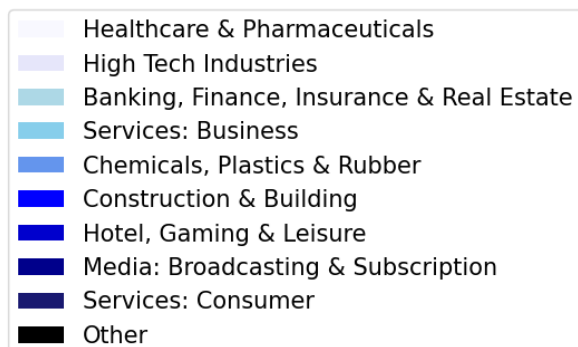 Healthcare & Pharmaceuticals
High Tech Industries
Banking, Finance, Insurance & Real Estate
Services: Business
Chemicals, Plastics & Rubber
Construction & Building
Hotel, Gaming & Leisure
Media: Broadcasting & Subscription
Services: Consumer
Other